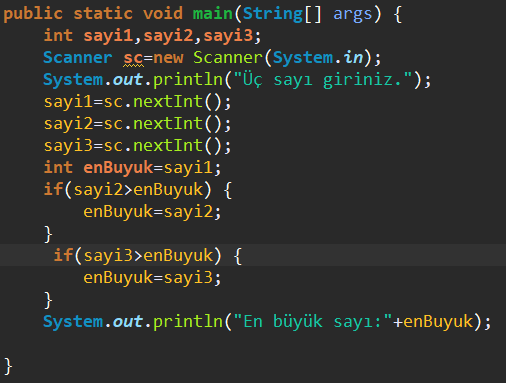 public static void main(String[] args) {
    int sayi1,sayi2,sayi3;
    Scanner sc=new Scanner(System.in);
    System.out.println("Üç sayı giriniz.");
    sayi1=sc.nextInt();
    sayi2=sc.nextInt();
    sayi3=sc.nextInt();
    int enBuyuk=sayi1;
    if(sayi2>enBuyuk) {
        enBuyuk=sayi2;
    }
     if(sayi3>enBuyuk) {
        enBuyuk=sayi3;
    }
    System.out.println("En büyük sayı:"+enBuyuk);
}